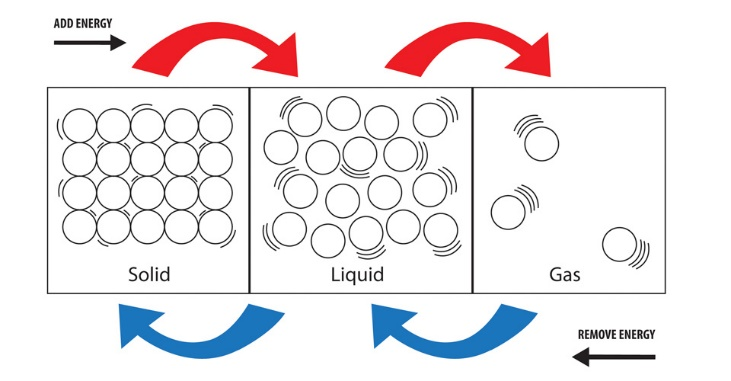 ADD ENERGY
Solid
Liquid
Gas
REMOVE ENERGY